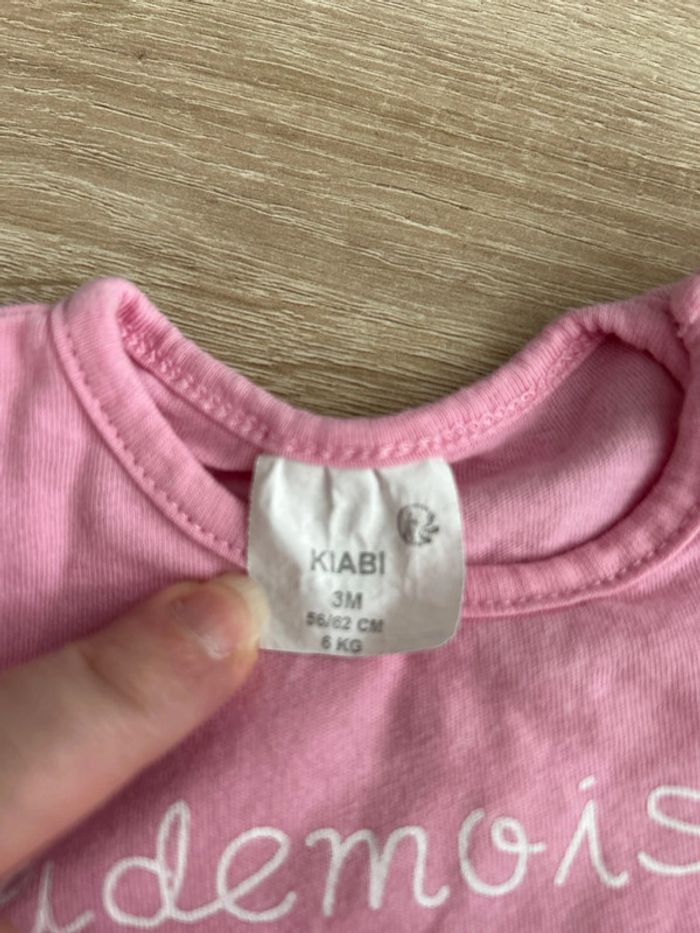 KIABI
3M
56/62 CM
6 KG
demois